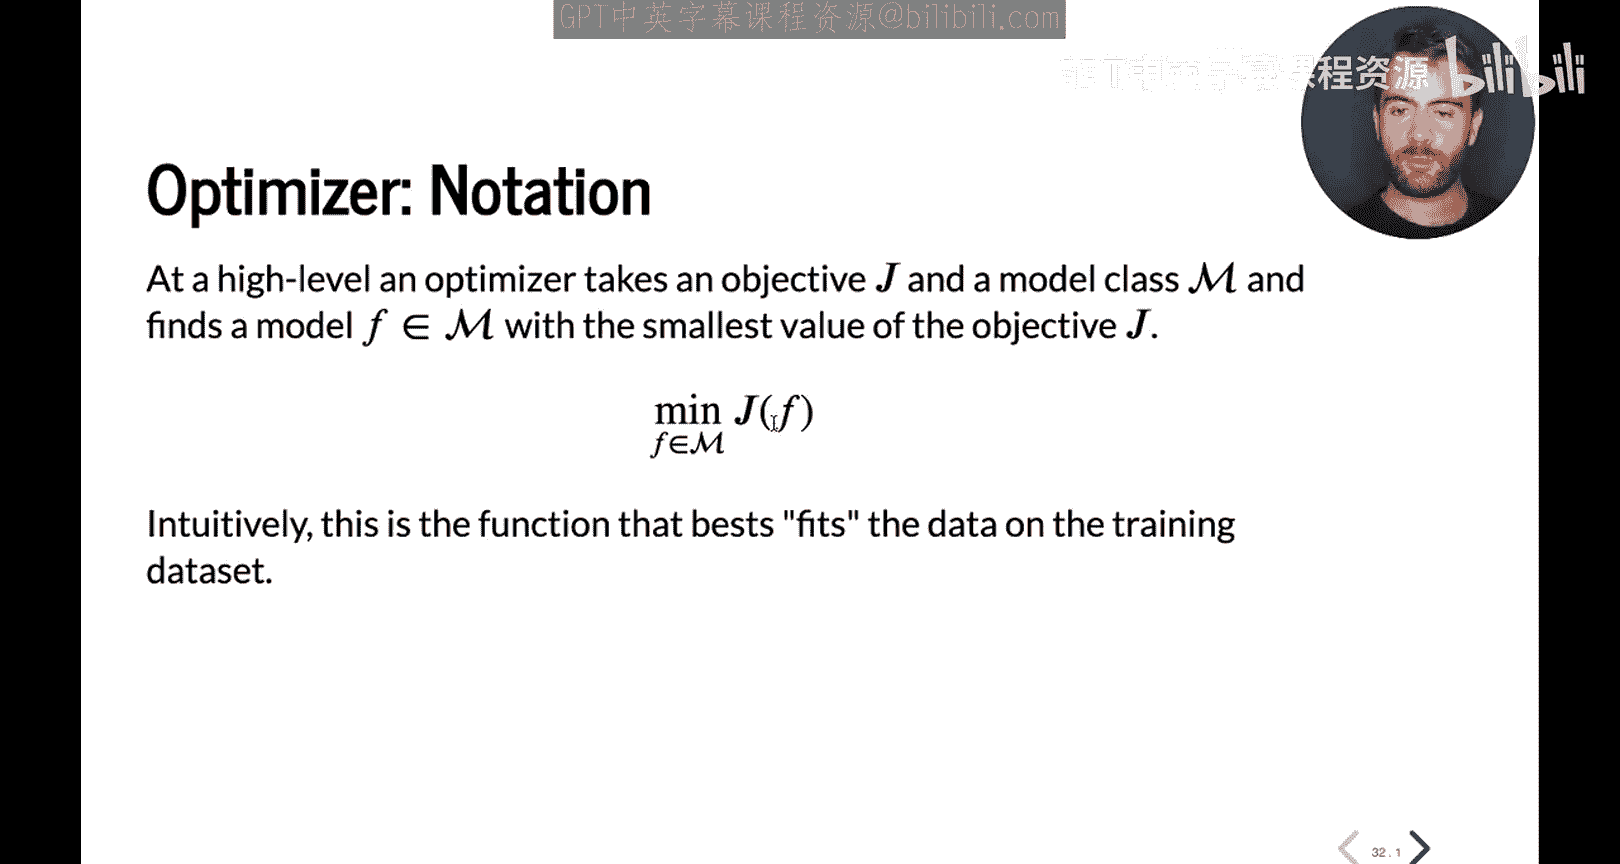 GPT中英字幕课程资源@bilibili.com
课程资源 bilibili
Optimizer: Notation
At a high-level an optimizer takes an objective J and a model class ℳ and
finds a model f ∈ ℳ with the smallest value of the objective J.
min J(f)
f∈ℳ
Intuitively, this is the function that bests "fits" the data on the training
dataset.
32 . 1